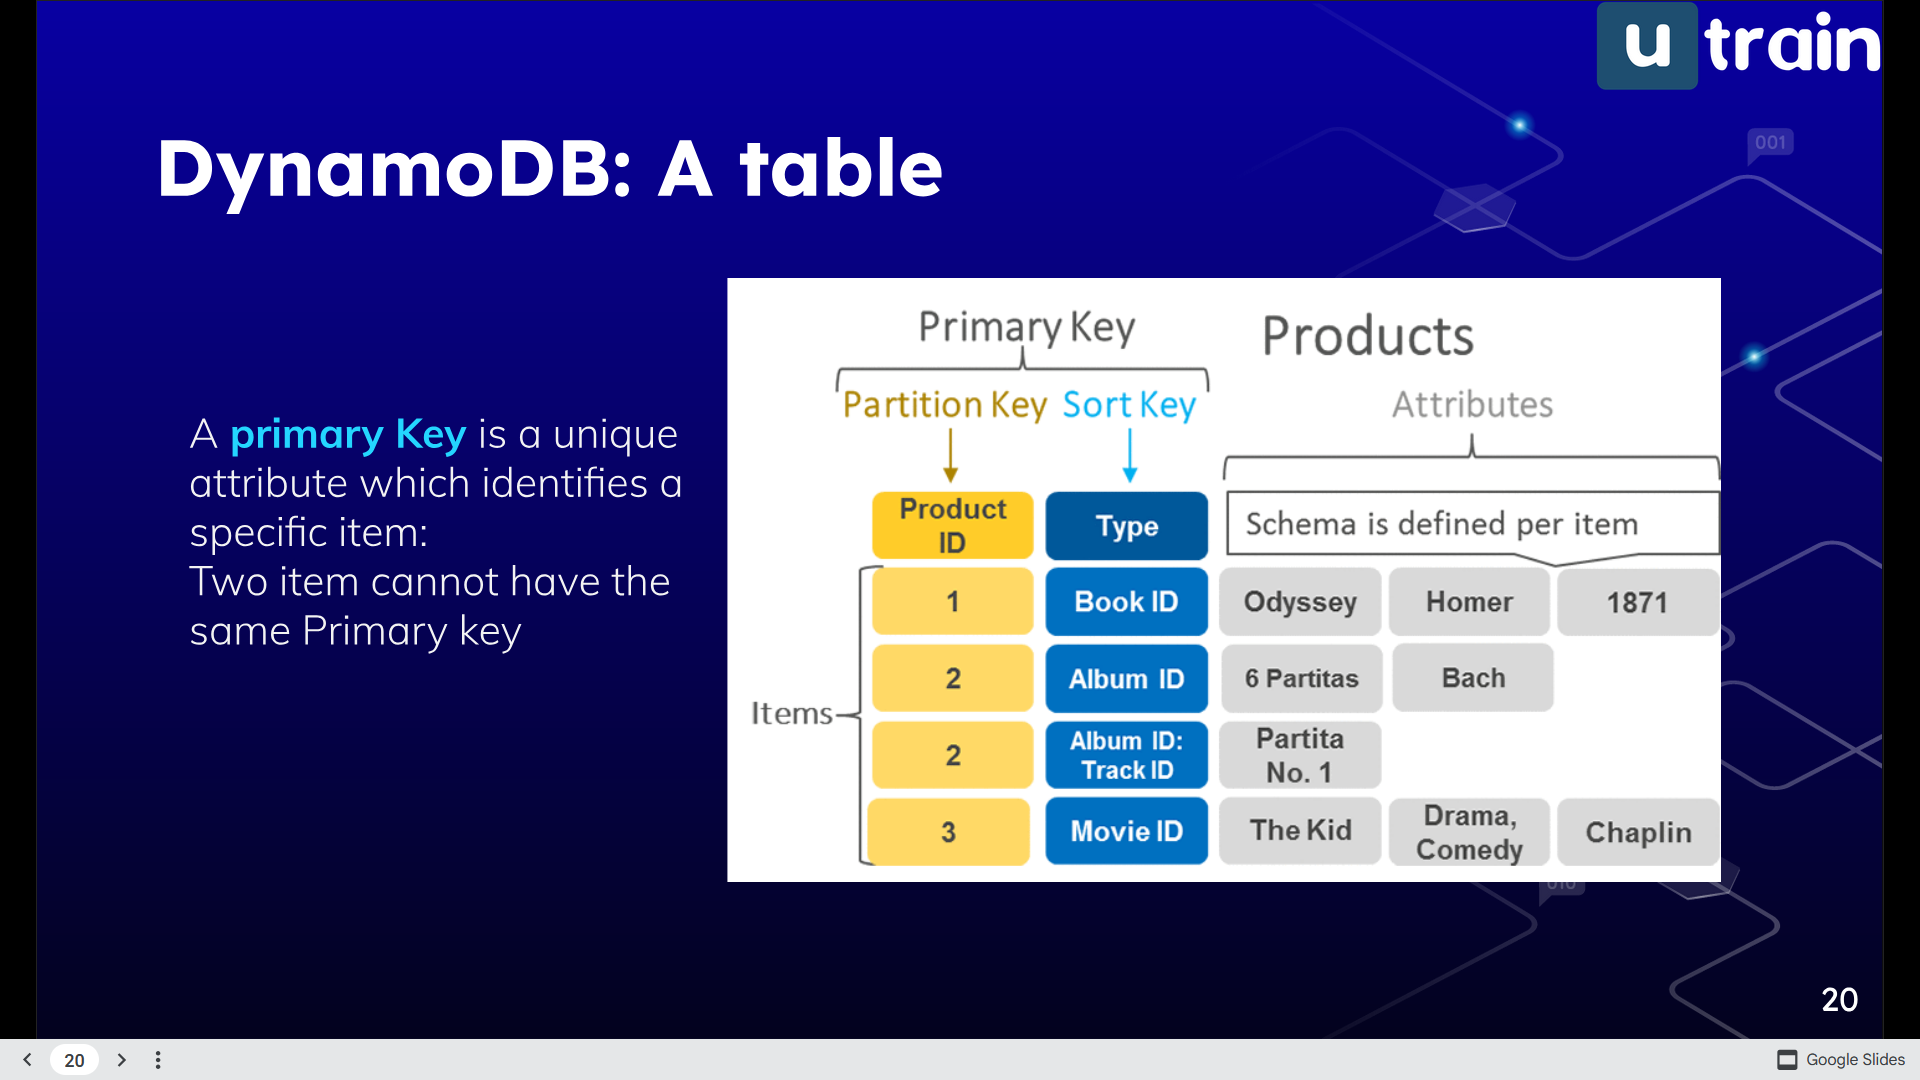 u train
001
DynamoDB: A table
A primary Key is a unique
attribute which identifies a
specific item:
Two item cannot have the
same Primary key
Primary Key
Products
Partition Key Sort Key
Attributes
Product
ID
Type
Schema is defined per item
Items
1
Book ID
Odyssey
Homer
1871
2
Album ID
6 Partitas
Bach
2
Album ID:
Track ID
Partita
No. 1
3
Movie ID
The Kid
Drama,
Comedy
Chaplin
010
20
20
Google Slides